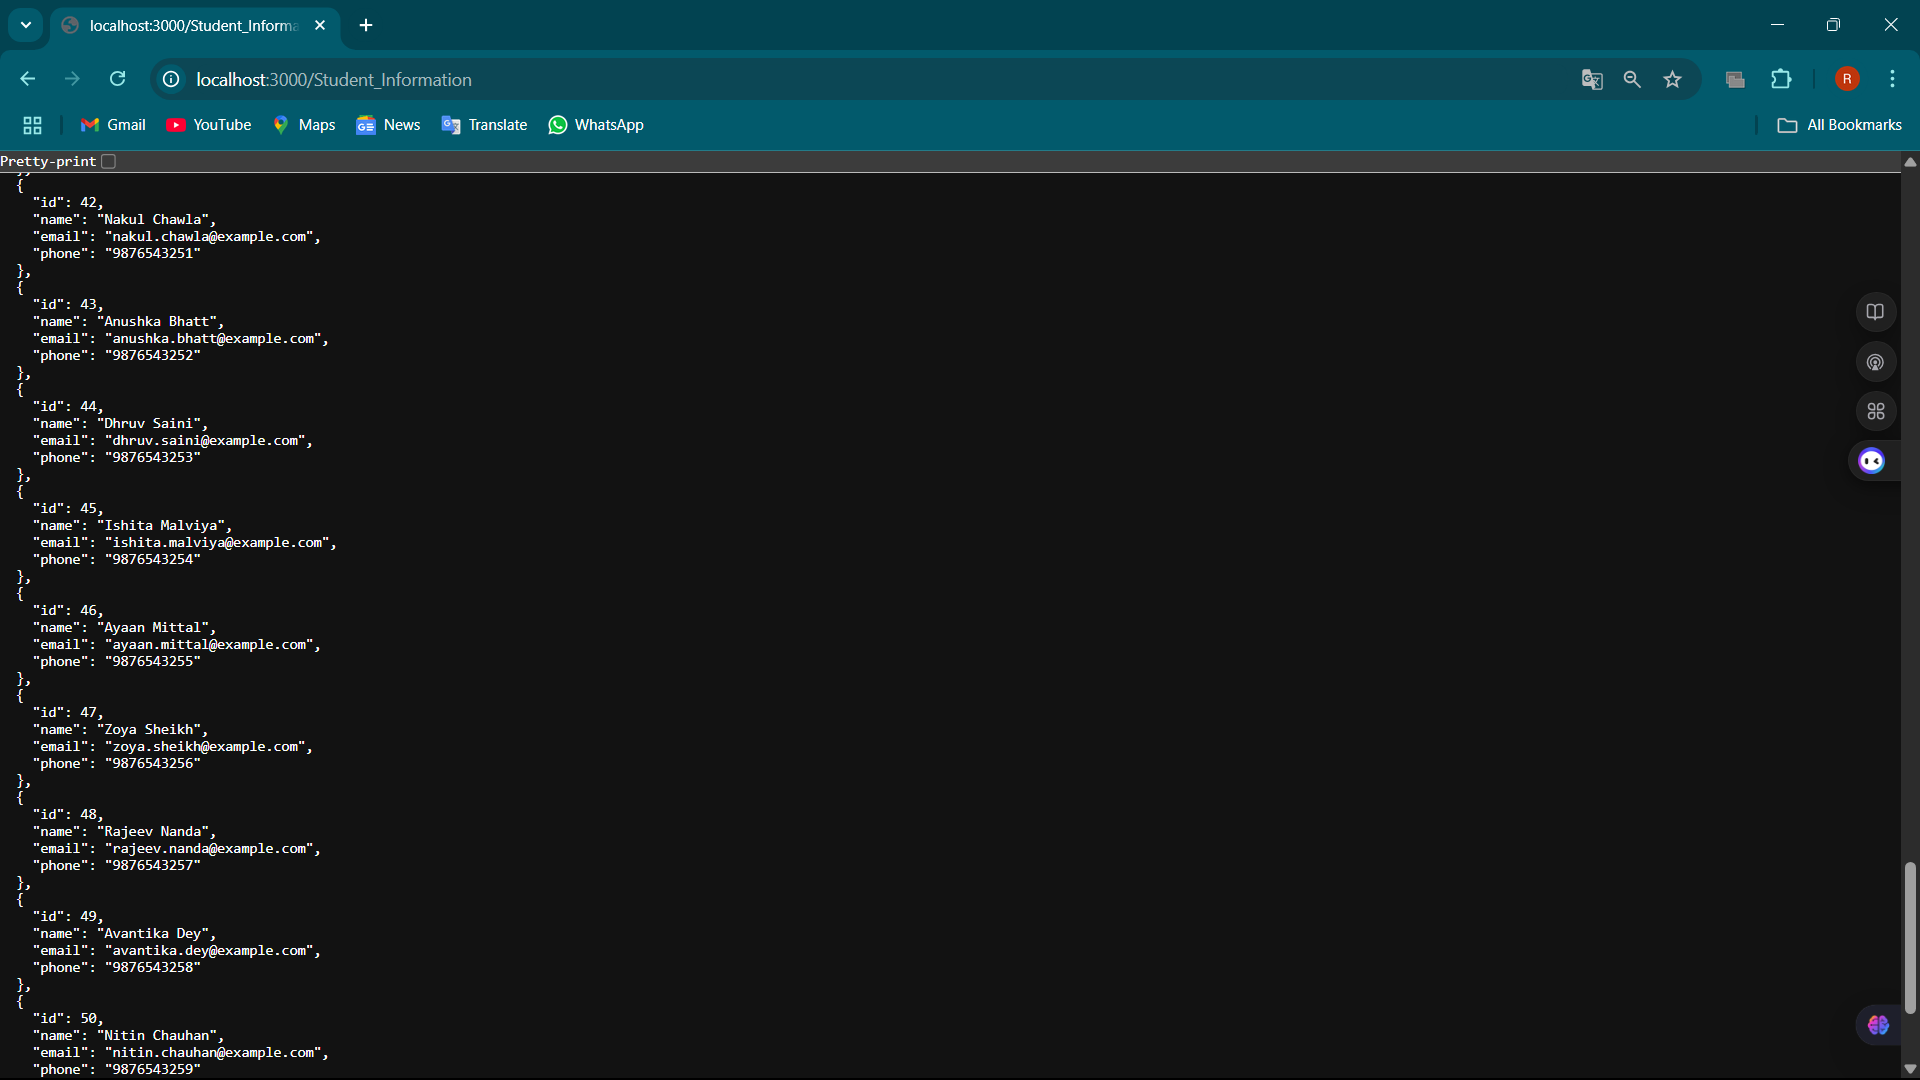 localhost:3000/Student_Informa
localhost:3000/Student_Information
R
Gmail YouTube Maps News Translate WhatsApp All Bookmarks
Pretty-print
},
{
"id": 42,
"name": "Nakul Chawla",
"email": "nakul.chawla@example.com",
"phone": "9876543251"
},
{
"id": 43,
"name": "Anushka Bhatt",
"email": "anushka.bhatt@example.com",
"phone": "9876543252"
},
{
"id": 44,
"name": "Dhruv Saini",
"email": "dhruv.saini@example.com",
"phone": "9876543253"
},
{
"id": 45,
"name": "Ishita Malviya",
"email": "ishita.malviya@example.com",
"phone": "9876543254"
},
{
"id": 46,
"name": "Ayaan Mittal",
"email": "ayaan.mittal@example.com",
"phone": "9876543255"
},
{
"id": 47,
"name": "Zoya Sheikh",
"email": "zoya.sheikh@example.com",
"phone": "9876543256"
},
{
"id": 48,
"name": "Rajeev Nanda",
"email": "rajeev.nanda@example.com",
"phone": "9876543257"
},
{
"id": 49,
"name": "Avantika Dey",
"email": "avantika.dey@example.com",
"phone": "9876543258"
},
{
"id": 50,
"name": "Nitin Chauhan",
"email": "nitin.chauhan@example.com",
"phone": "9876543259"